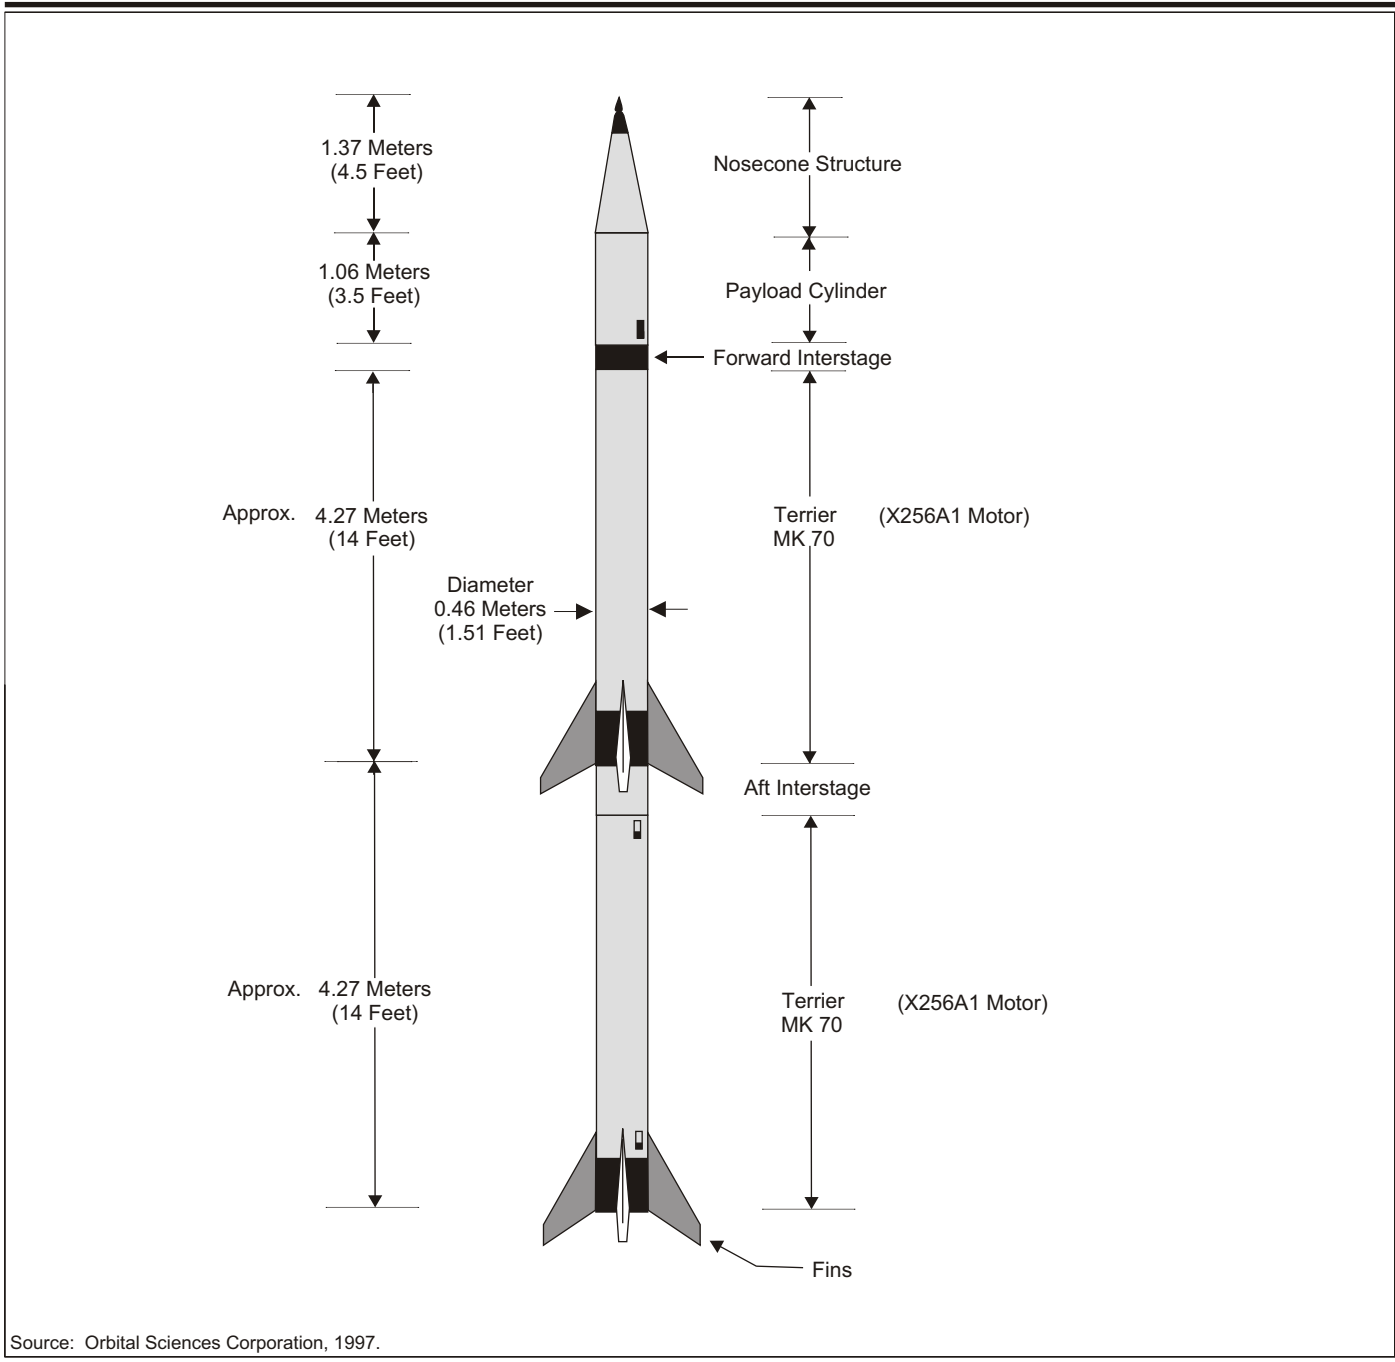 1.37 Meters
(4.5 Feet)
Nosecone Structure
1.06 Meters
(3.5 Feet)
Payload Cylinder
Forward Interstage
Approx. 4.27 Meters
(14 Feet)
Terrier
MK 70
(X256A1 Motor)
Diameter
0.46 Meters
(1.51 Feet)
Aft Interstage
Approx. 4.27 Meters
(14 Feet)
Terrier
MK 70
(X256A1 Motor)
Fins
Source: Orbital Sciences Corporation, 1997.